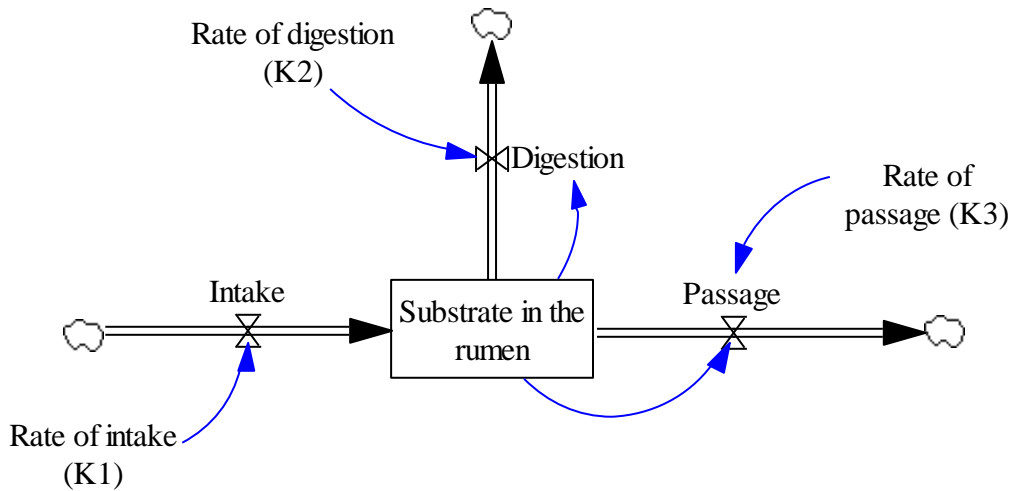 Rate of digestion
(K2)
Digestion
Rate of
passage (K3)
Intake
Substrate in the
rumen
Passage
Rate of intake
(K1)